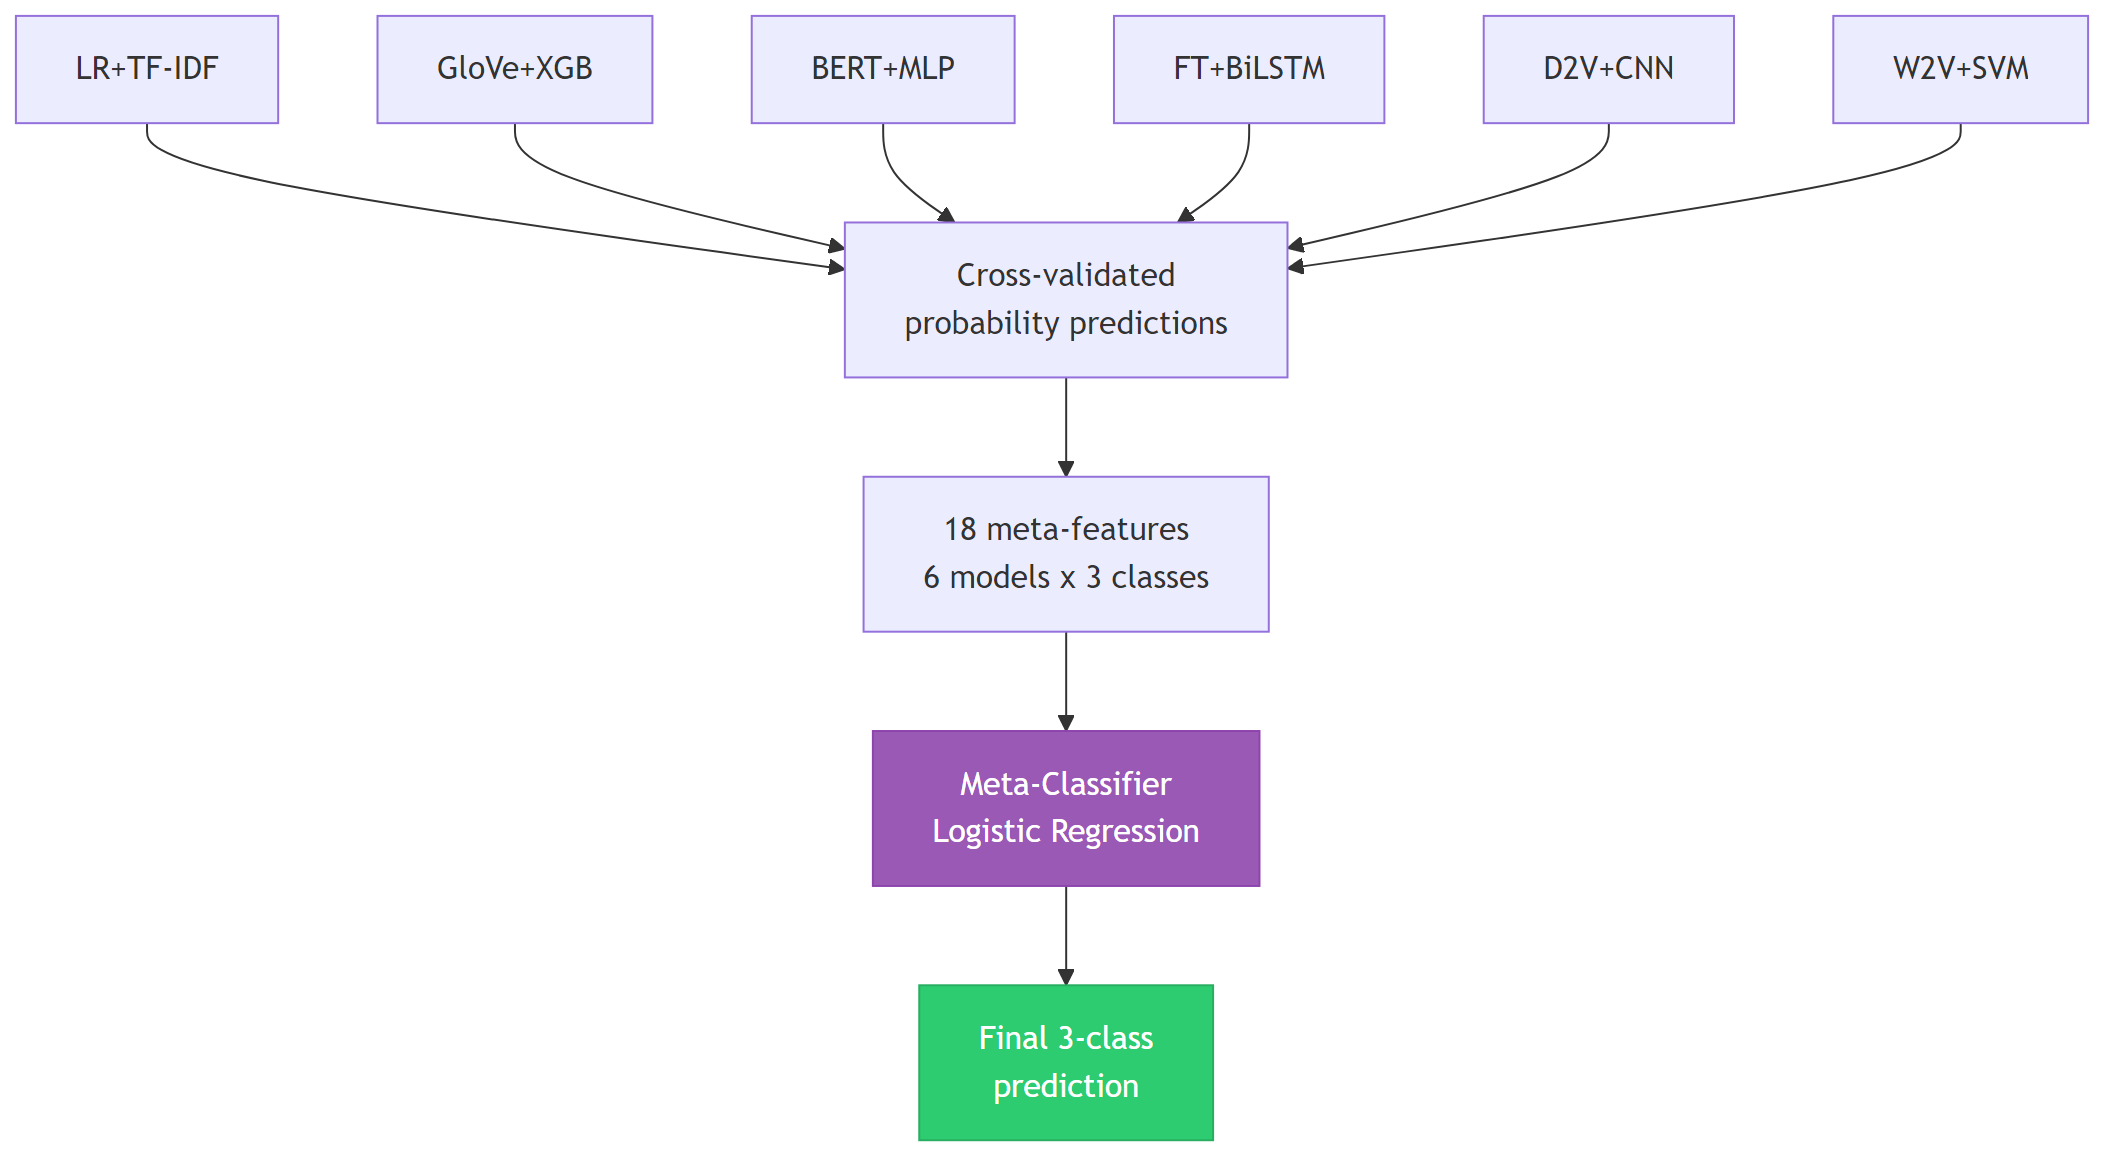 LR+TF-IDF
GloVe+XGB
BERT+MLP
FT+BiLSTM
D2V+CNN
W2V+SVM
Cross-validated
probability predictions
18 meta-features
6 models x 3 classes
Meta-Classifier
Logistic Regression
Final 3-class
prediction